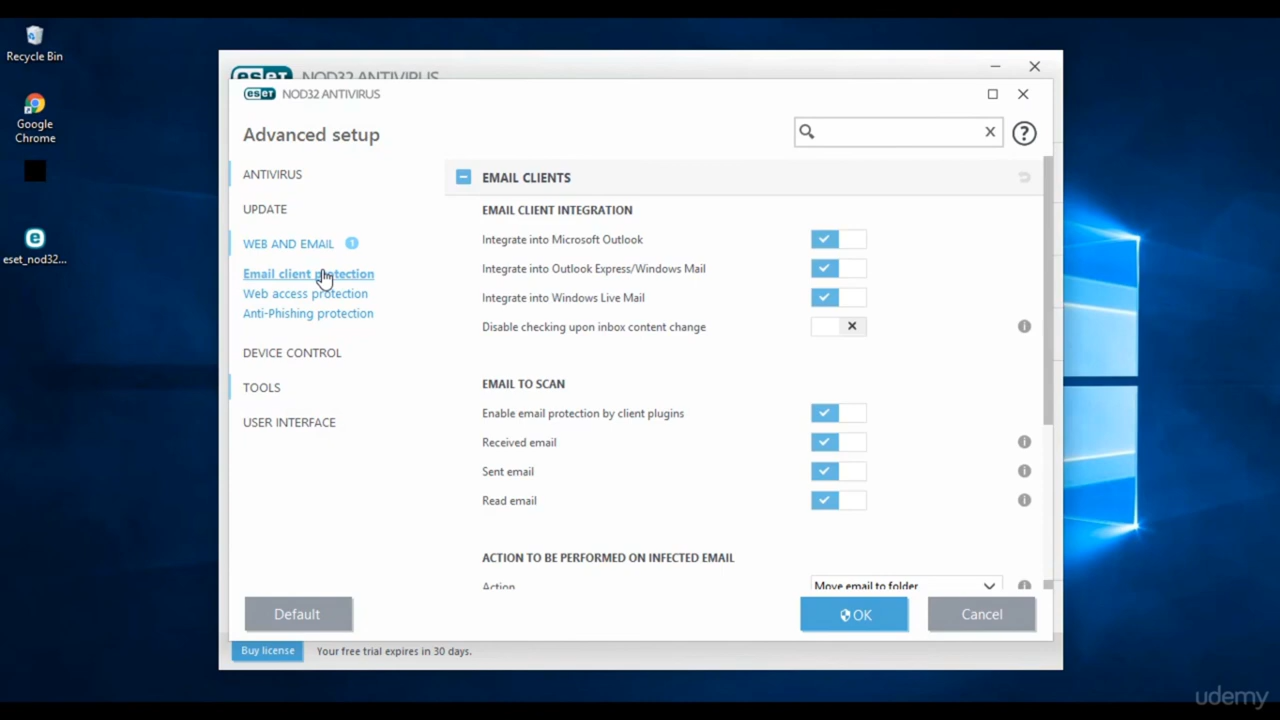 Recycle Bin
Google
Chrome
eset_nod32...
eset NOD32 ANTIVIRUS
eset NOD32 ANTIVIRUS
Advanced setup
?
ANTIVIRUS
UPDATE
WEB AND EMAIL 1
Email client protection
Web access protection
Anti-Phishing protection
DEVICE CONTROL
TOOLS
USER INTERFACE
EMAIL CLIENTS
EMAIL CLIENT INTEGRATION
Integrate into Microsoft Outlook
Integrate into Outlook Express/Windows Mail
Integrate into Windows Live Mail
Disable checking upon inbox content change
EMAIL TO SCAN
Enable email protection by client plugins
Received email
Sent email
Read email
ACTION TO BE PERFORMED ON INFECTED EMAIL
Action Move email to folder
Default
OK
Cancel
Buy license Your free trial expires in 30 days.
udemy